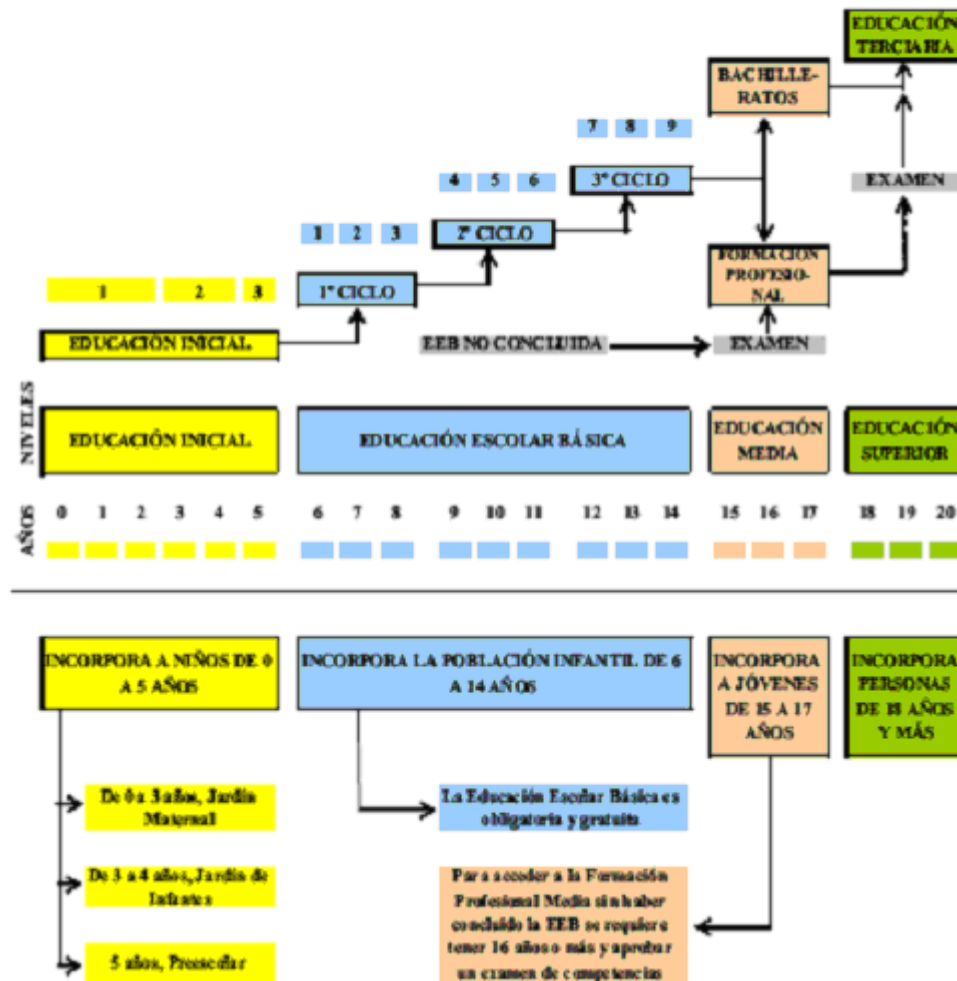 EDUCACIÓN
TERCIARIA
BACHILLE-
RATOS
7 8 9
4 5 6
3º CICLO
EXAMEN
1 2 3
2º CICLO
1 2 3
1º CICLO
FORMACIÓN
PROFESIO-
NAL
EDUCACIÓN INICIAL
EEB NO CONCLUIDA
EXAMEN
NIVELES
EDUCACIÓN INICIAL
EDUCACIÓN ESCOLAR BÁSICA
EDUCACIÓN
MEDIA
EDUCACIÓN
SUPERIOR
AÑOS
0 1 2 3 4 5 6 7 8 9 10 11 12 13 14 15 16 17 18 19 20
INCORPORA A NIÑOS DE 0
A 5 AÑOS
INCORPORA LA POBLACIÓN INFANTIL DE 6
A 14 AÑOS
INCORPORA
A JÓVENES
DE 15 A 17
AÑOS
INCORPORA
PERSONAS
DE 18 AÑOS
Y MÁS
De 0 a 3 años, Jardín
Maternal
La Educación Escolar Básica es
obligatoria y gratuita
De 3 a 4 años, Jardín de
Infantes
Para acceder a la Formación
Profesional Media sin haber
concluido la EEB se requiere
tener 16 años o más y aprobar
un examen de competencias
5 años, Preescolar